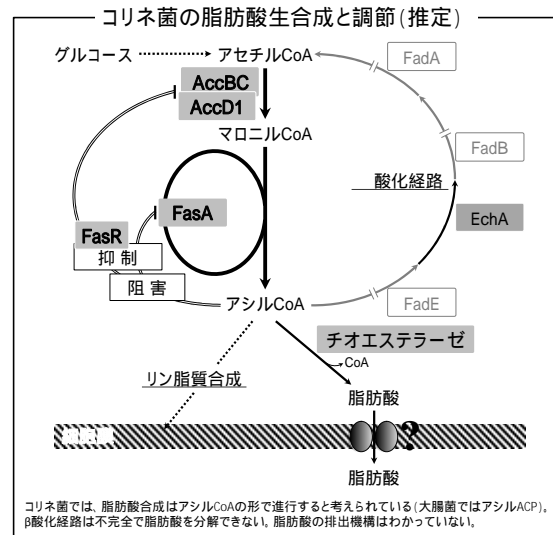 コリネ菌の脂肪酸生合成と調節(推定)
グルコース
アセチルCoA
FadA
AccBC
AccD1
マロニルCoA
FadB
酸化経路
FasA
EchA
FasR
抑制
阻害
アシルCoA
FadE
チオエステラーゼ
CoA
リン脂質合成
脂肪酸
細胞膜
?
脂肪酸
コリネ菌では、脂肪酸合成はアシルCoAの形で進行すると考えられている(大腸菌ではアシルACP)。
β酸化経路は不完全で脂肪酸を分解できない。脂肪酸の排出機構はわかっていない。